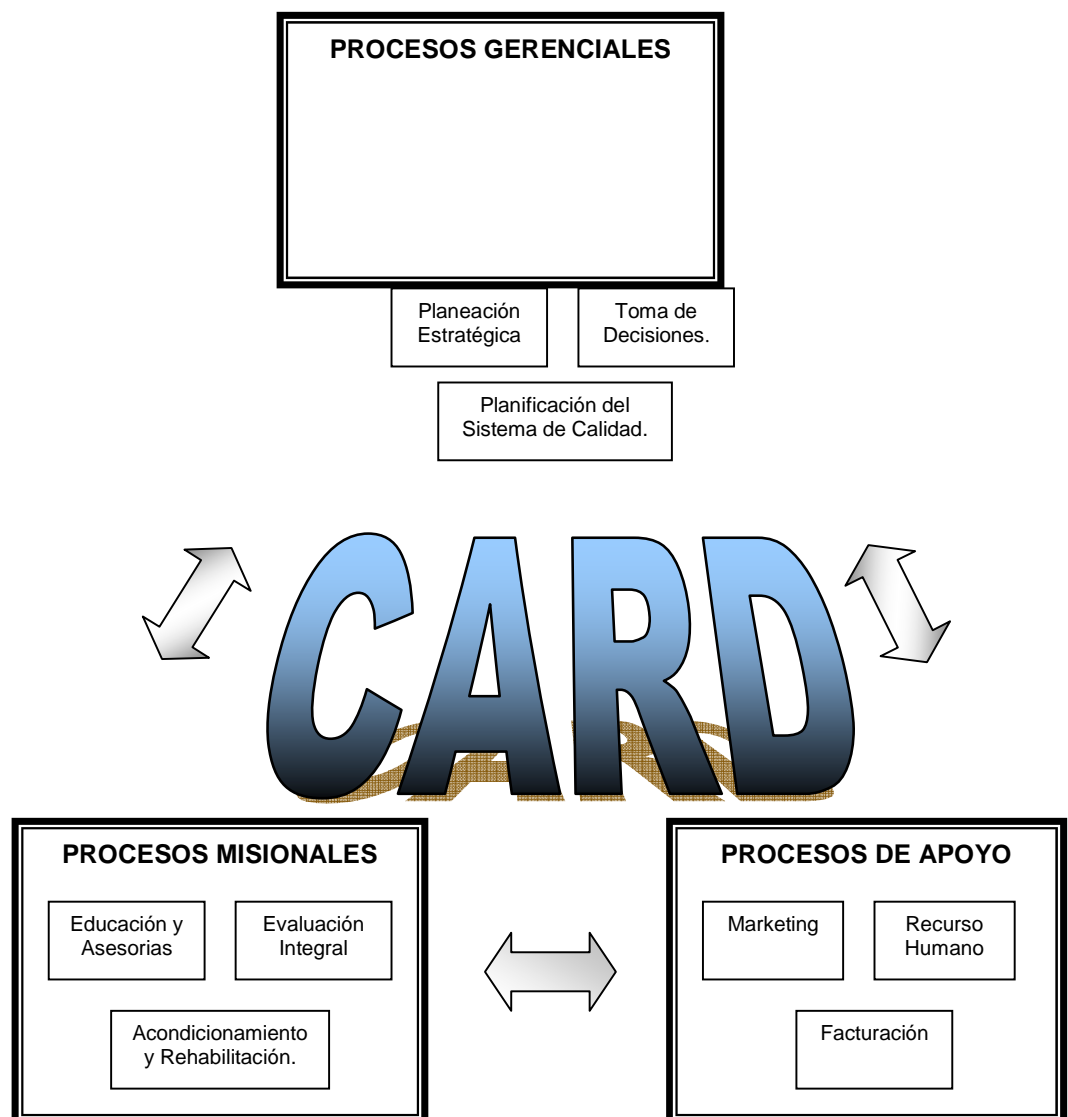 PROCESOS GERENCIALES
Planeación
Estratégica
Toma de
Decisiones.
Planificación del
Sistema de Calidad.
CARD
PROCESOS MISIONALES
Educación y
Asesorias
Evaluación
Integral
Acondicionamiento
y Rehabilitación.
PROCESOS DE APOYO
Marketing
Recurso
Humano
Facturación